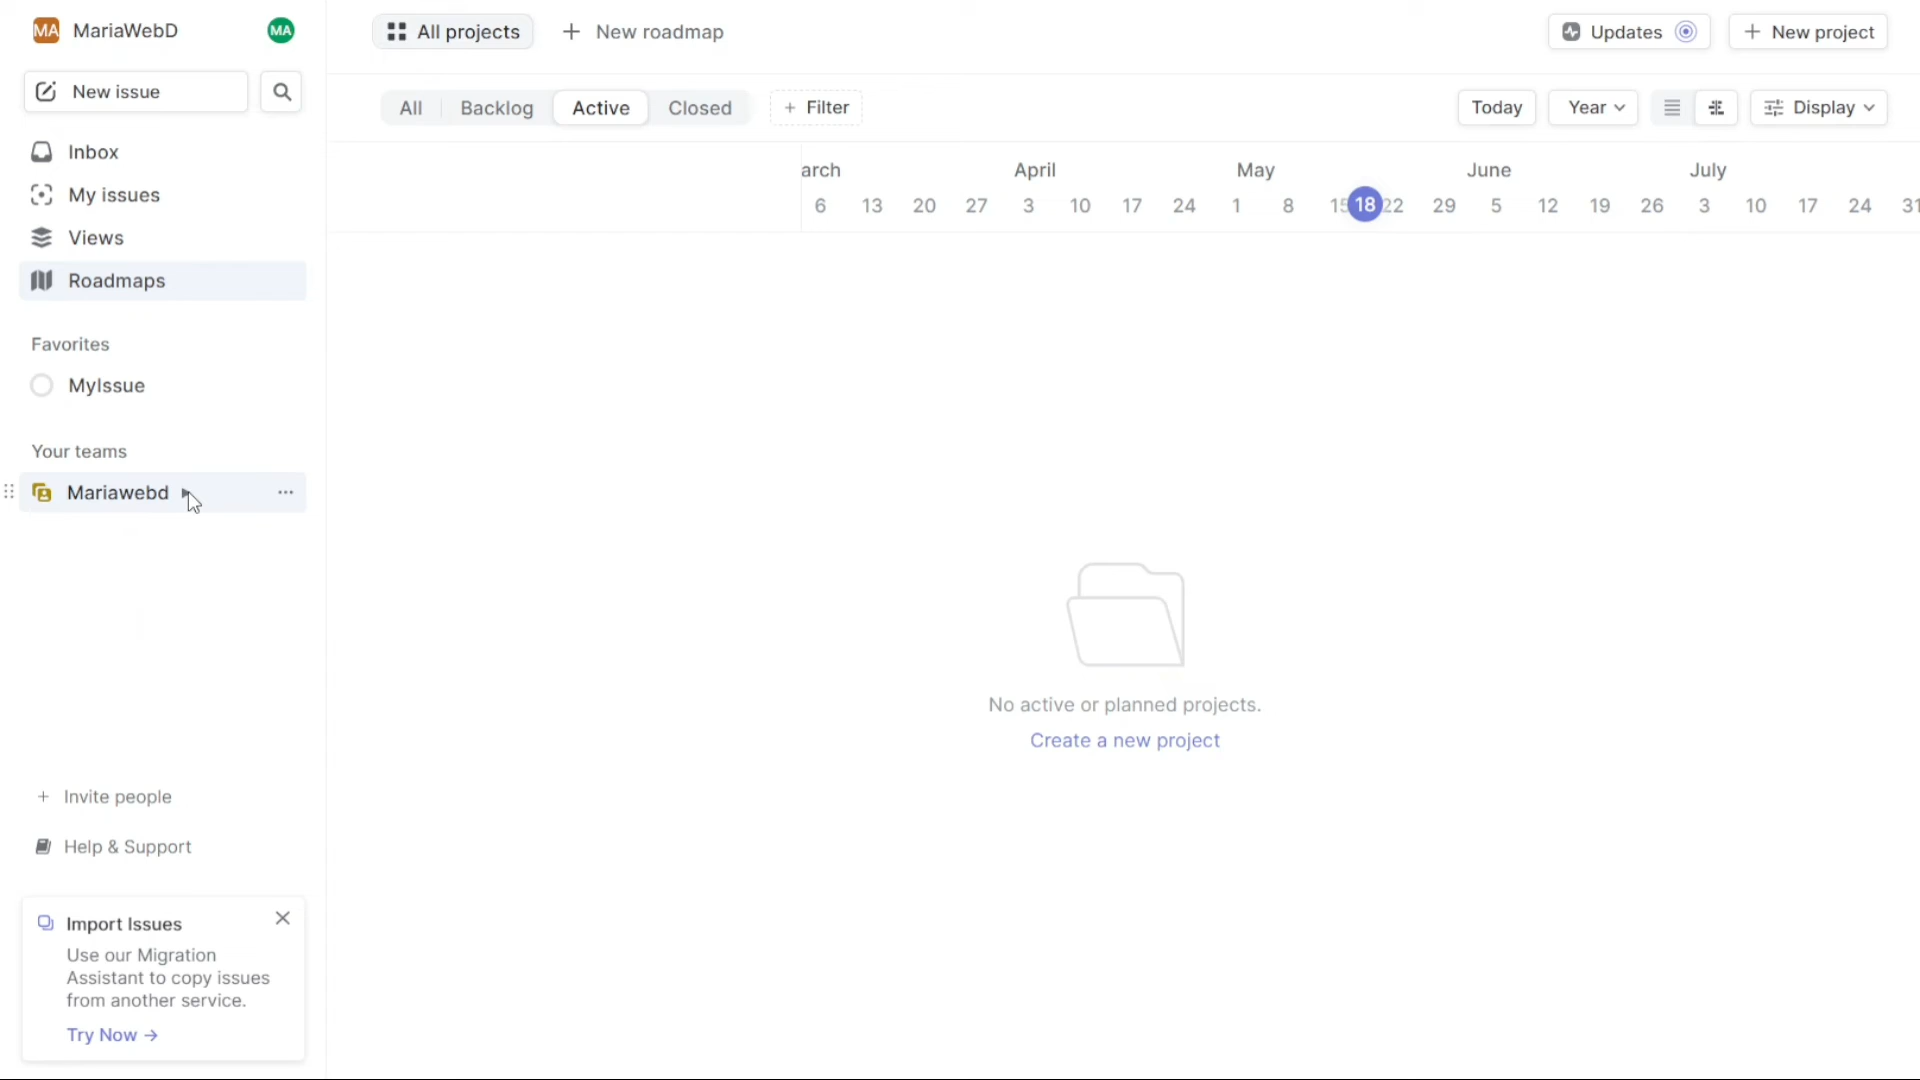 MA MariaWebD MA
New issue
Inbox
My issues
Views
Roadmaps
Favorites
MyIssue
Your teams
Mariawebd
+ Invite people
Help & Support
Import Issues
Use our Migration
Assistant to copy issues
from another service.
Try Now →
All projects + New roadmap Updates + New project
All Backlog Active Closed + Filter Today Year Display
arch April May June July
6 13 20 27 3 10 17 24 1 8 15 18 22 29 5 12 19 26 3 10 17 24 31
No active or planned projects.
Create a new project